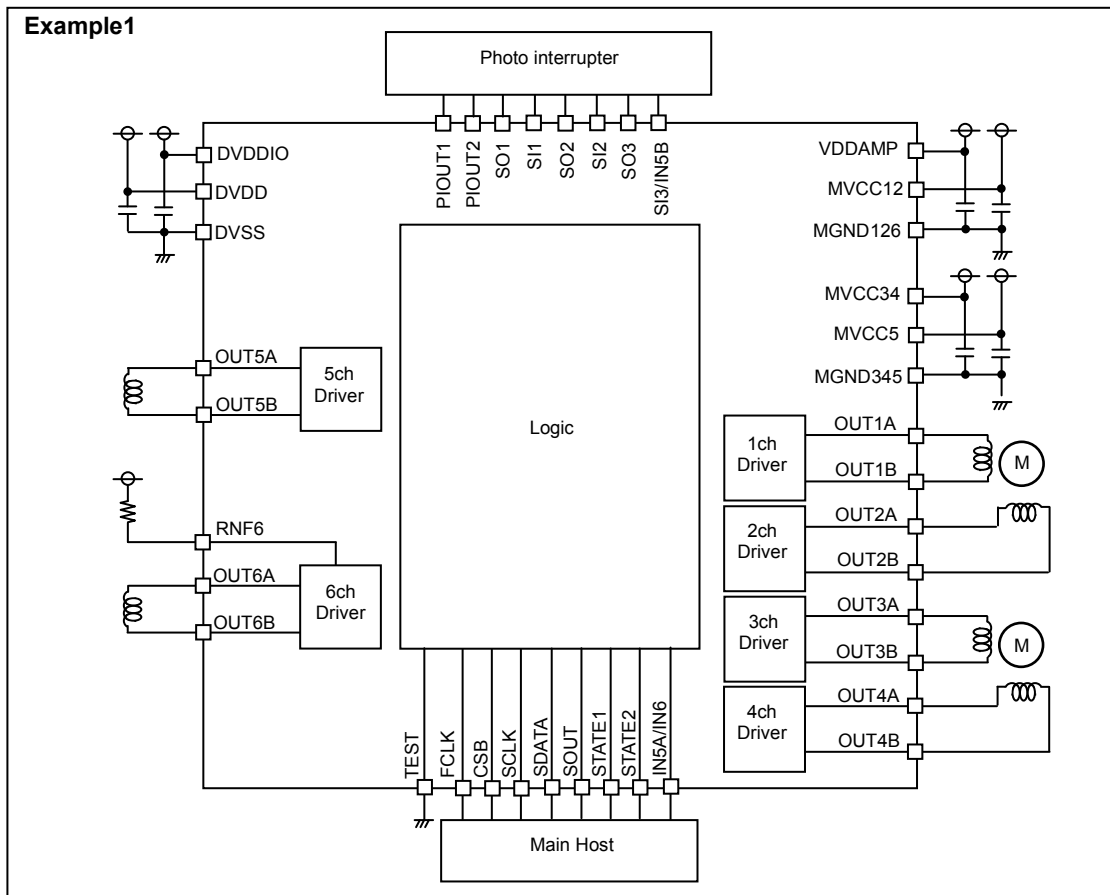 Example1
Photo interrupter
PIOUT1
PIOUT2
SO1
SI1
SO2
SI2
SO3
SI3/IN5B
DVDDIO
DVDD
DVSS
VDDAMP
MVCC12
MGND126
MVCC34
MVCC5
MGND345
OUT5A
5ch
Driver
OUT5B
Logic
OUT1A
1ch
Driver
OUT1B
M
OUT2A
2ch
Driver
OUT2B
RNF6
OUT6A
6ch
Driver
OUT6B
OUT3A
3ch
Driver
OUT3B
M
OUT4A
4ch
Driver
OUT4B
TEST
FCLK
CSB
SCLK
SDATA
SOUT
STATE1
STATE2
IN5A/IN6
Main Host